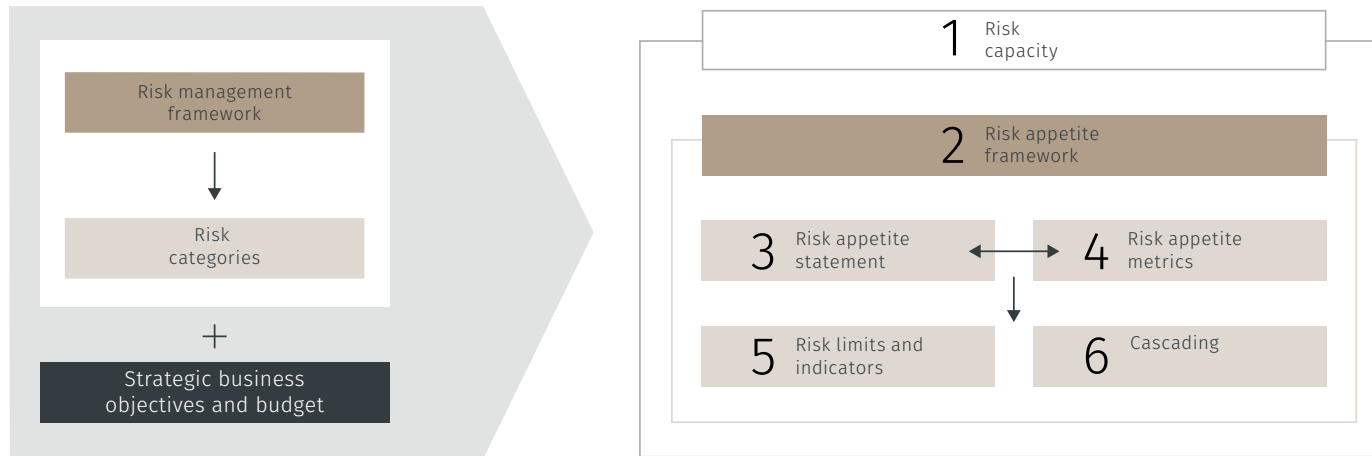 Risk management
framework
Risk
categories
+
Strategic business
objectives and budget
1 Risk
capacity
2 Risk appetite
framework
3 Risk appetite
statement
4 Risk appetite
metrics
5 Risk limits and
indicators
6 Cascading